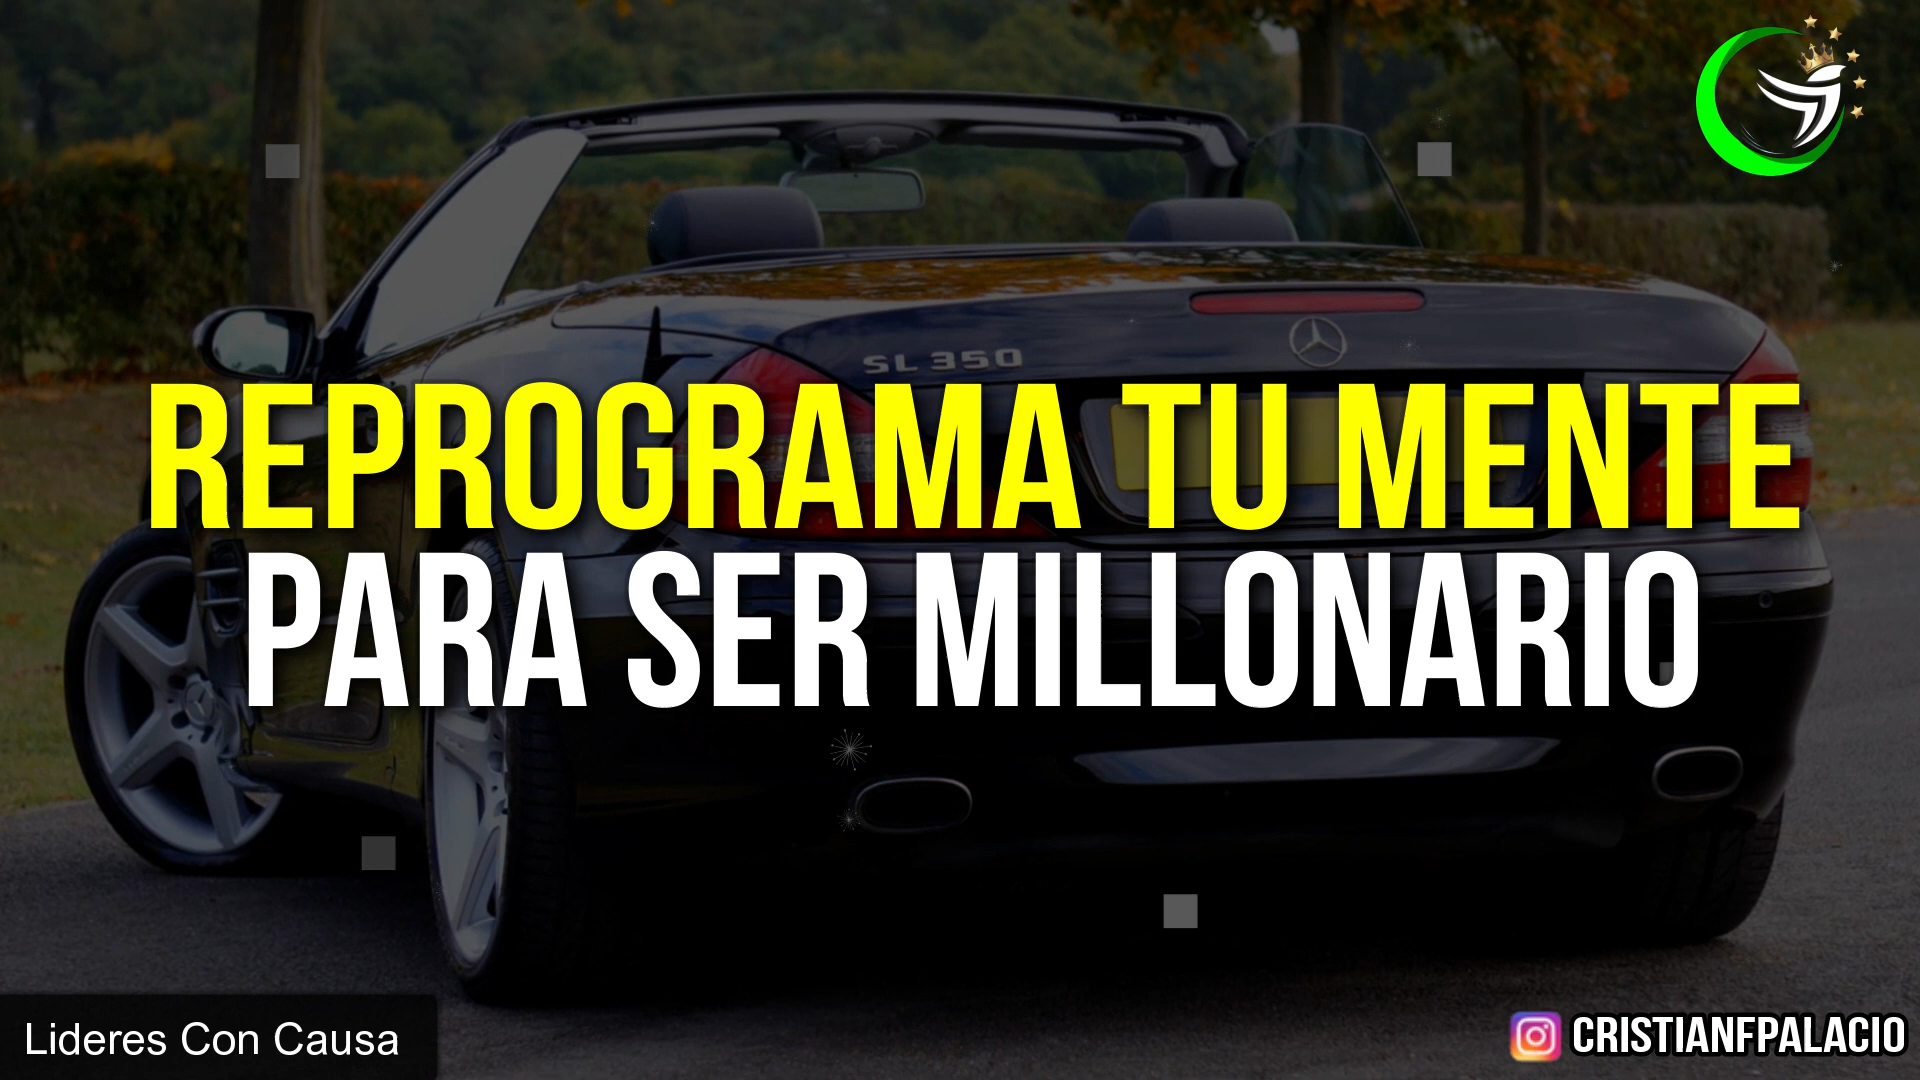 SL 350
REPROGRAMA TU MENTE
PARA SER MILLONARIO
Lideres Con Causa
CRISTIANFPALACIO